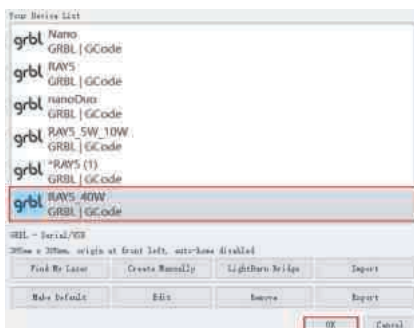 Your Device List
grbl Nano
GRBL | GCode
grbl RAY5
GRBL | GCode
grbl nanoDuo
GRBL | GCode
grbl RAY5_5W_10W
GRBL | GCode
grbl *RAY5 (1)
GRBL | GCode
grbl RAY5_40W
GRBL | GCode
GRBL - Serial/USB
origin at front left, auto-home disabled
Find My Laser Create Manually LightBurn Bridge Import
Make Default Edit Remove Export
OK Cancel